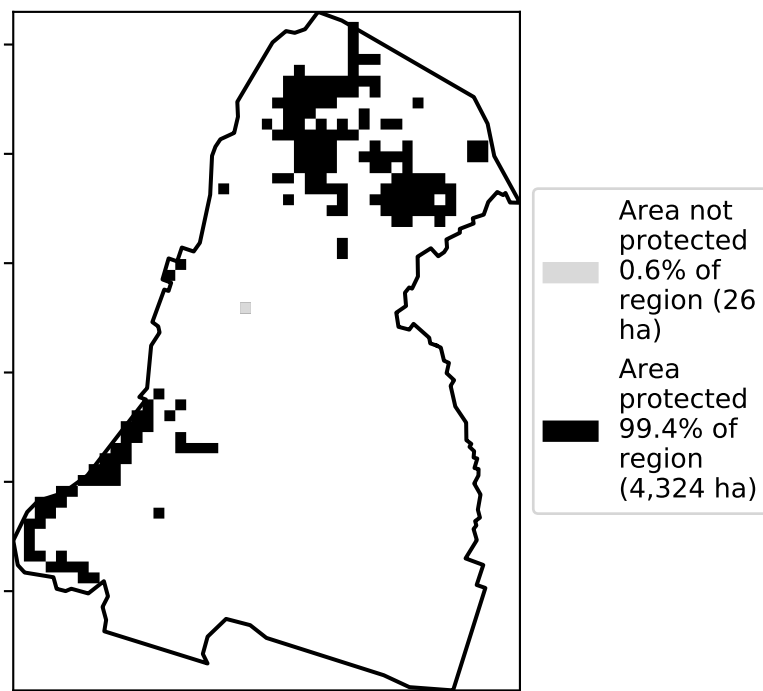 Area not
protected
0.6% of
region (26
ha)
Area
protected
99.4% of
region
(4,324 ha)